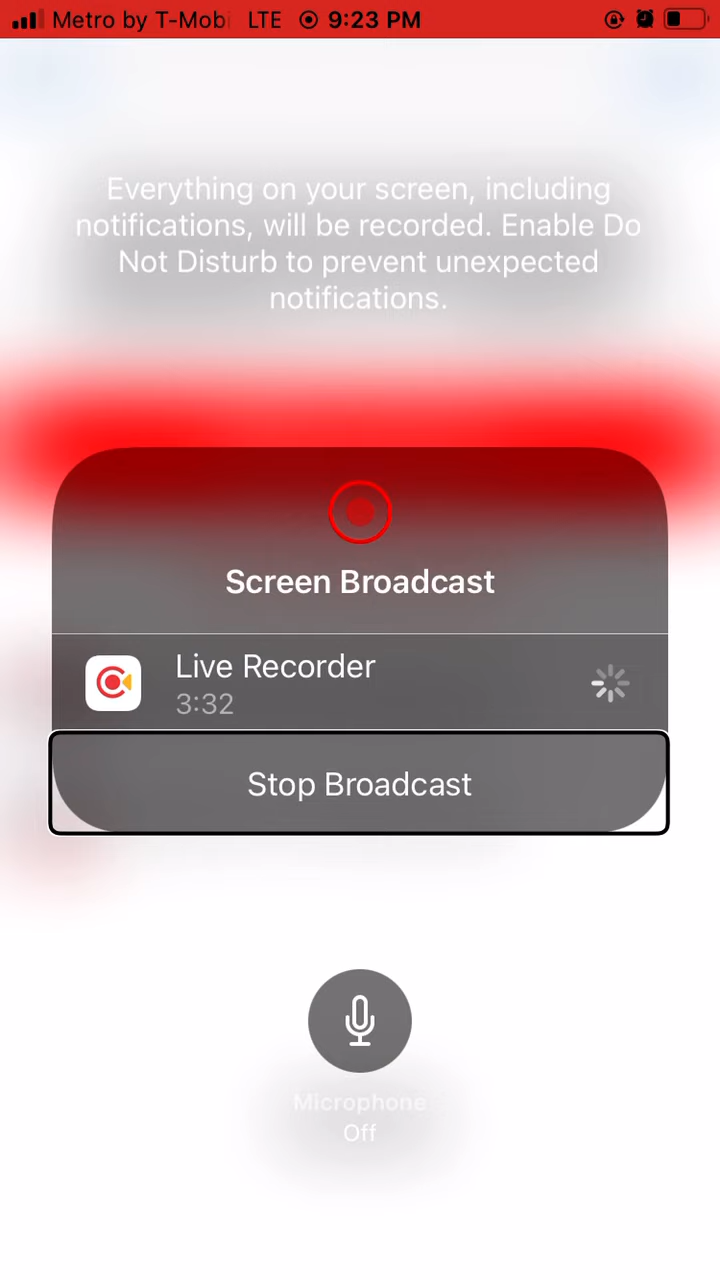 Metro by T-Mobi LTE 9:23 PM
Everything on your screen, including
notifications, will be recorded. Enable Do
Not Disturb to prevent unexpected
notifications.
Screen Broadcast
Live Recorder
3:32
Stop Broadcast
Microphone
Off